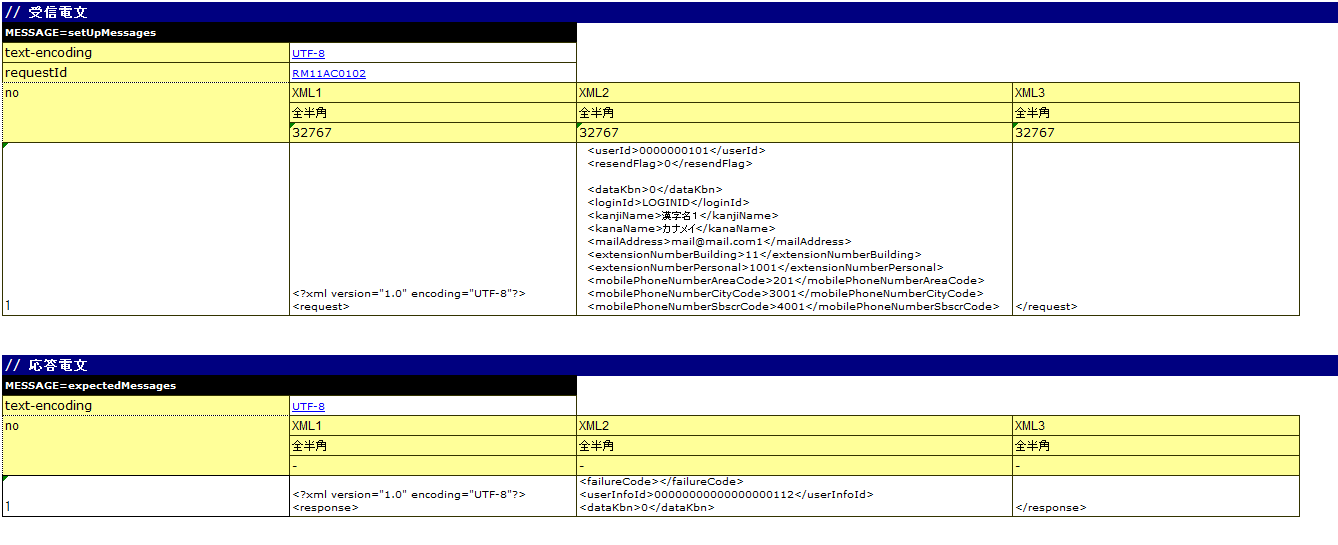 // 受信電文
MESSAGE=setUpMessages
text-encoding UTF-8
requestId RM11AC0102
no XML1 XML2 XML3
全半角 全半角 全半角
32767 32767 32767
<userId>0000000101</userId>
<resendFlag>0</resendFlag>
<dataKbn>0</dataKbn>
<loginId>LOGINID</loginId>
<kanjiName>漢字名1</kanjiName>
<kanaName>カナメイ</kanaName>
<mailAddress>mail@mail.com1</mailAddress>
<extensionNumberBuilding>11</extensionNumberBuilding>
<extensionNumberPersonal>1001</extensionNumberPersonal>
<mobilePhoneNumberAreaCode>201</mobilePhoneNumberAreaCode>
<?xml version="1.0" encoding="UTF-8"?> <mobilePhoneNumberCityCode>3001</mobilePhoneNumberCityCode>
1 <request> <mobilePhoneNumberSbscrCode>4001</mobilePhoneNumberSbscrCode> </request>
// 応答電文
MESSAGE=expectedMessages
text-encoding UTF-8
no XML1 XML2 XML3
全半角 全半角 全半角
- - -
<failureCode></failureCode>
<?xml version="1.0" encoding="UTF-8"?> <userInfoId>00000000000000000112</userInfoId>
1 <response> <dataKbn>0</dataKbn> </response>